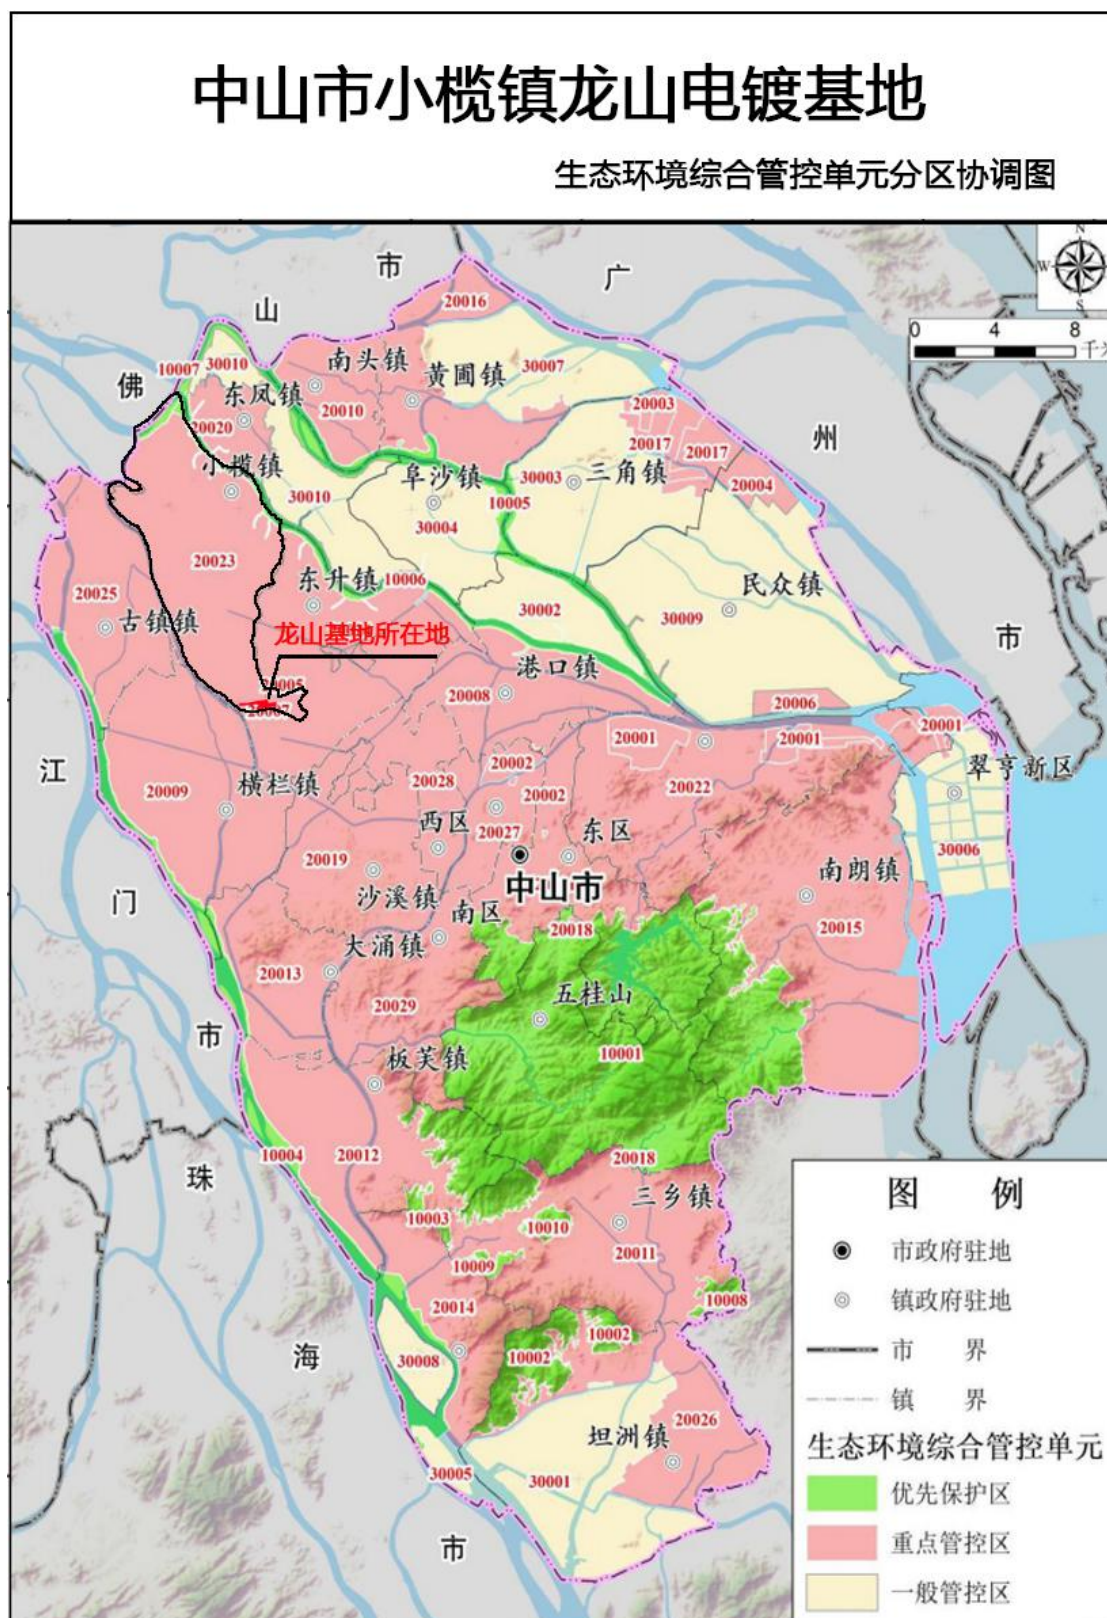 中山市小榄镇龙山电镀基地
生态环境综合管控单元分区协调图
N
W
S
0 4 8
千米
市
广
山
佛
州
市
江
门
市
珠
海
市
20016
10007
30010
南头镇
黄圃镇
30007
东凤镇
20010
20020
20003
20017
20017
小榄镇
30010
阜沙镇
30003
三角镇
20004
10005
30004
20023
东升镇
10006
民众镇
20025
古镇镇
30002
30009
龙山基地所在地
港口镇
20005
20008
20007
20006
20001
20001
20001
翠亨新区
横栏镇
20009
20028
20002
20002
20022
西区
20027
东区
30006
20019
中山市
南朗镇
沙溪镇
南区
20018
20015
大涌镇
20013
20029
五桂山
10001
板芙镇
10004
20012
20018
三乡镇
10003
10010
20011
10009
10008
20014
10002
10002
30008
20026
坦洲镇
30005
30001
图 例
市政府驻地
镇政府驻地
市 界
镇 界
生态环境综合管控单元
优先保护区
重点管控区
一般管控区